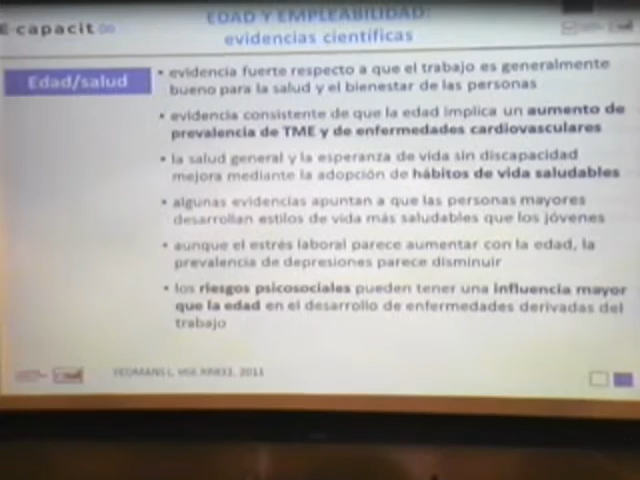 EDAD Y EMPLEABILIDAD:
evidencias científicas
capacit
Edad/salud
• evidencia fuerte respecto a que el trabajo es generalmente
bueno para la salud y el bienestar de las personas
• evidencia consistente de que la edad implica un aumento de
prevalencia de TME y de enfermedades cardiovasculares
• la salud general y la esperanza de vida sin discapacidad
mejora mediante la adopción de hábitos de vida saludables
• algunas evidencias apuntan a que las personas mayores
desarrollan estilos de vida más saludables que los jóvenes
• aunque el estrés laboral parece aumentar con la edad, la
prevalencia de depresiones parece disminuir
• los riesgos psicosociales pueden tener una influencia mayor
que la edad en el desarrollo de enfermedades derivadas del
trabajo
YEOMANS L. 2011